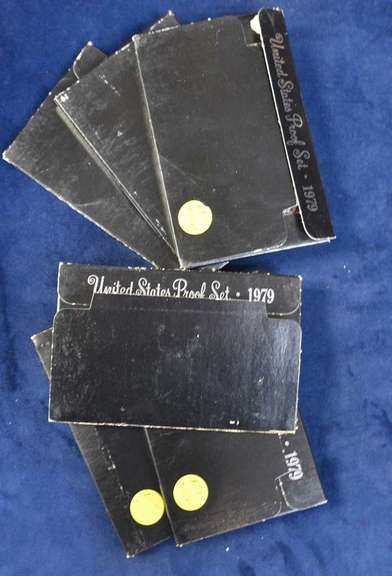 United States Proof Set • 1979
United States Proof Set • 1979
• 1979